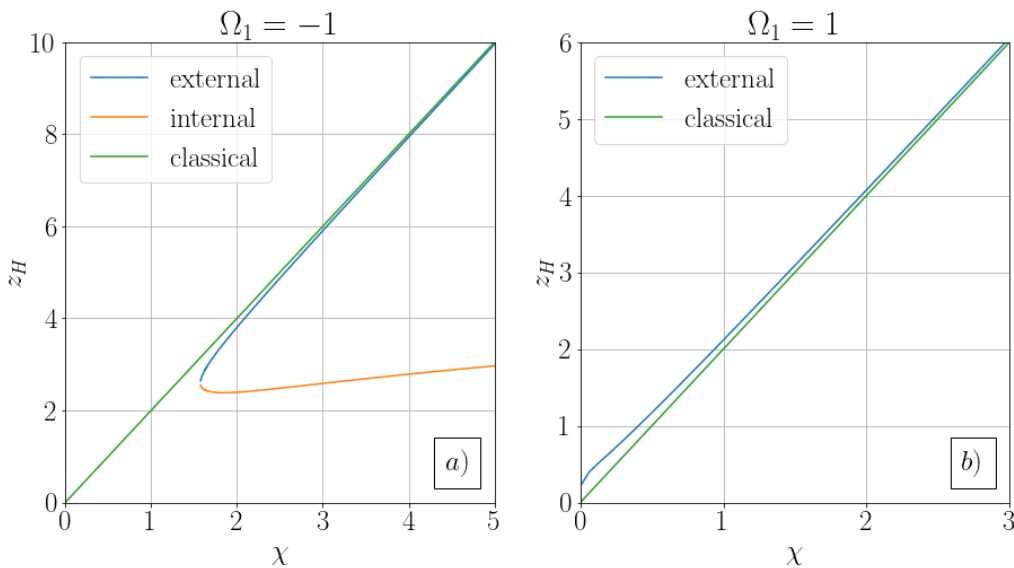 Ω₁ = −1
10
8
6
4
2
0
z_H
external
internal
classical
a)
0 1 2 3 4 5
χ
Ω₁ = 1
6
5
4
3
2
1
0
z_H
external
classical
b)
0 1 2 3
χ